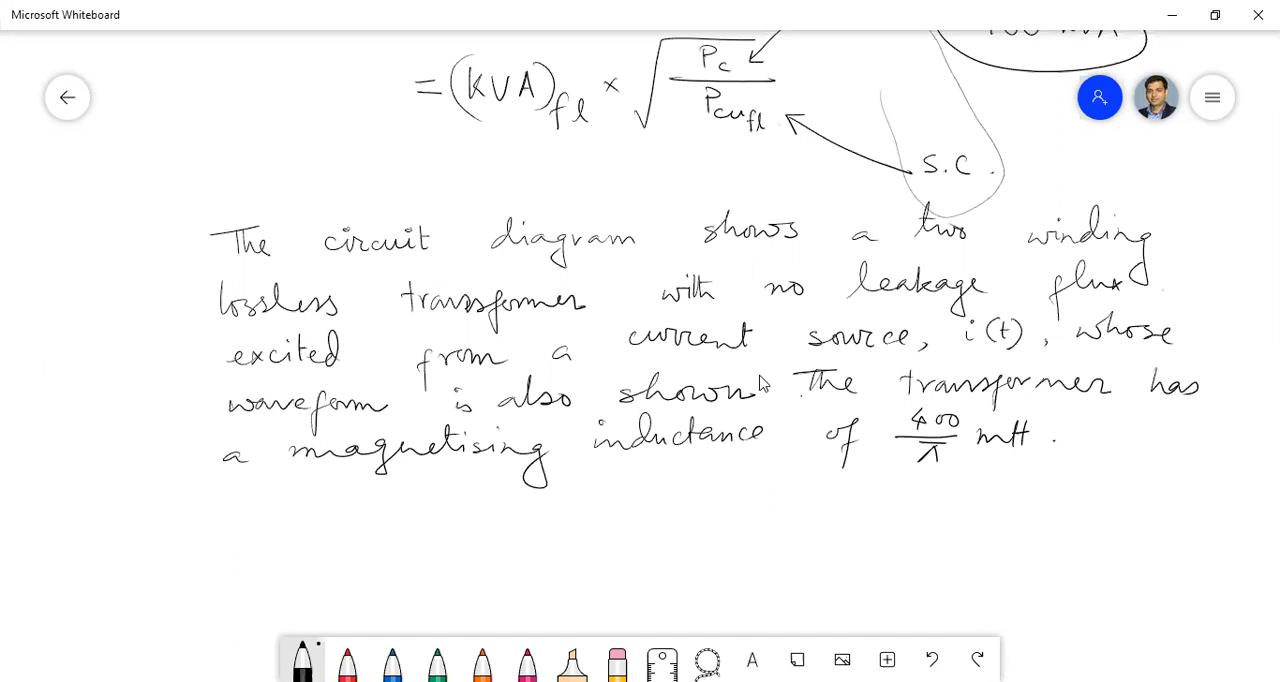 Microsoft Whiteboard
= (KVA)fl × √(Pc / Pcufl)
S.C.
The circuit diagram shows a two winding
lossless transformer with no leakage flux
excited from a current source, i(t), whose
waveform is also shown. The transformer has
a magnetising inductance of 400/π mH.
A